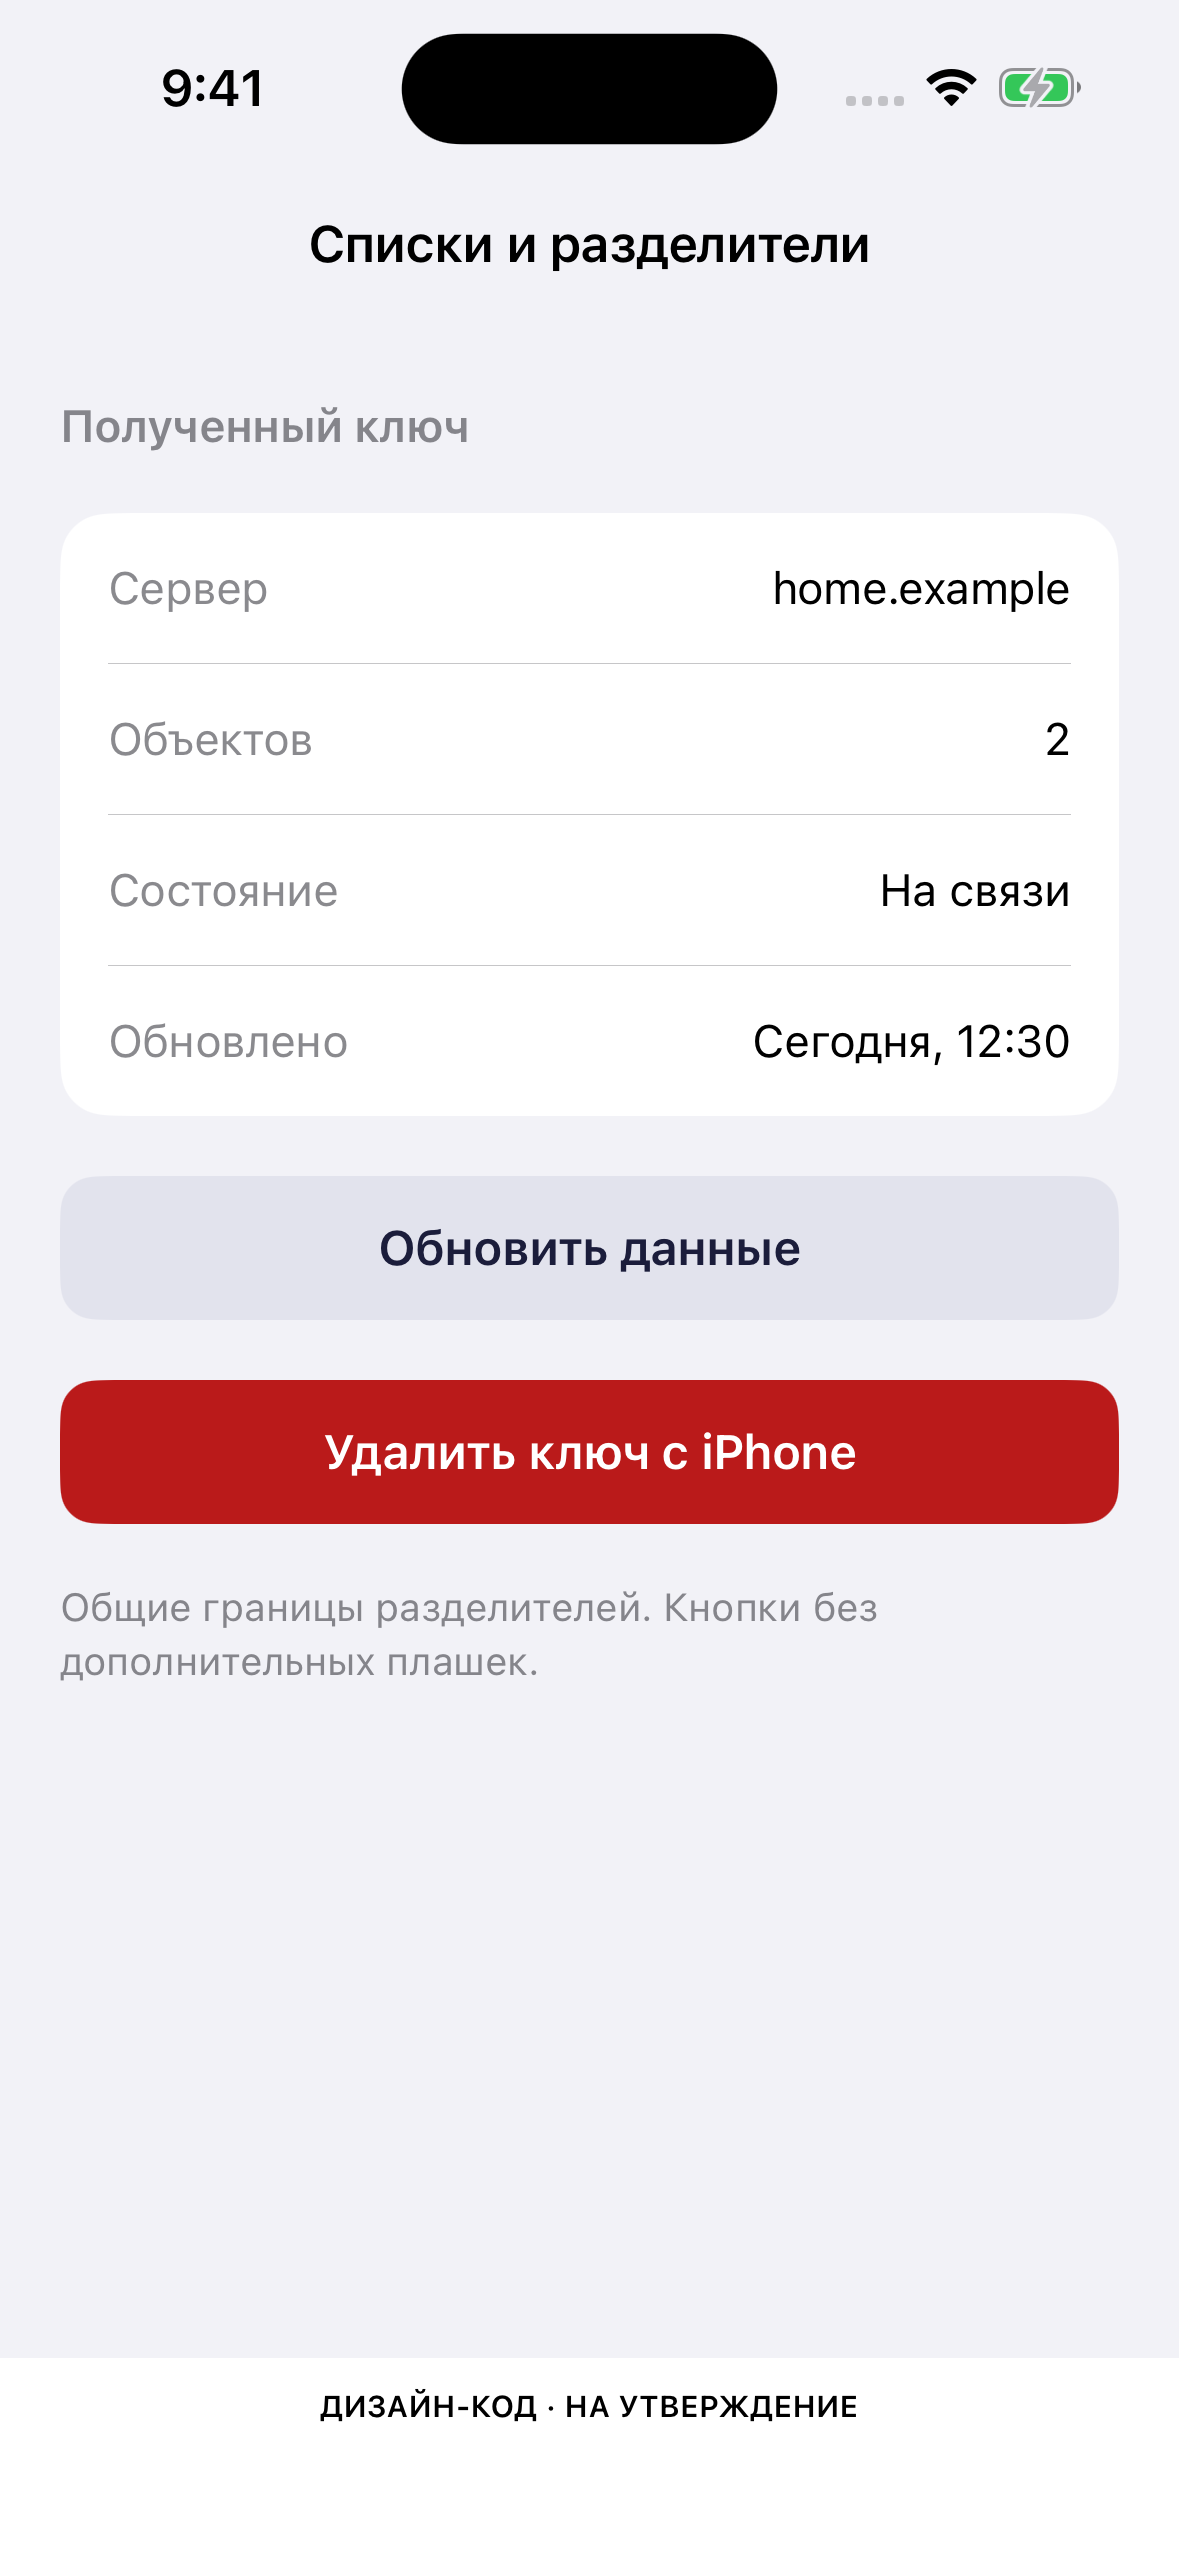 9:41
Списки и разделители
Полученный ключ
Сервер home.example
Объектов 2
Состояние На связи
Обновлено Сегодня, 12:30
Обновить данные
Удалить ключ с iPhone
Общие границы разделителей. Кнопки без
дополнительных плашек.
ДИЗАЙН-КОД · НА УТВЕРЖДЕНИЕ